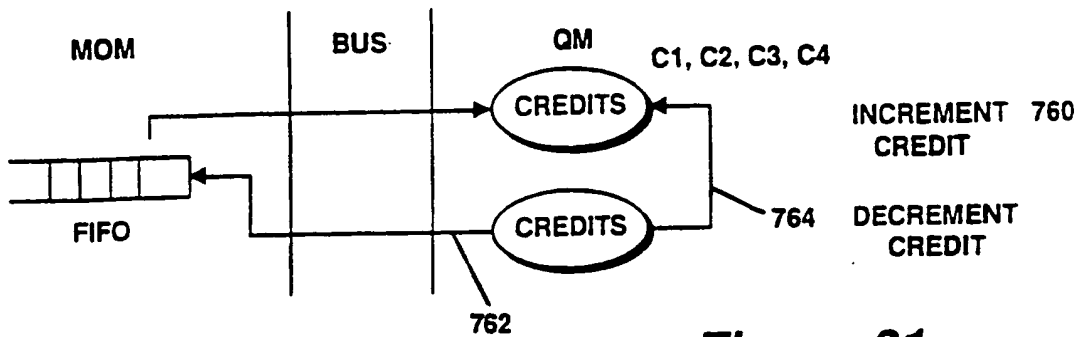 MOM
BUS
QM
C1, C2, C3, C4
CREDITS
INCREMENT 760
CREDIT
FIFO
CREDITS
764
DECREMENT
CREDIT
762